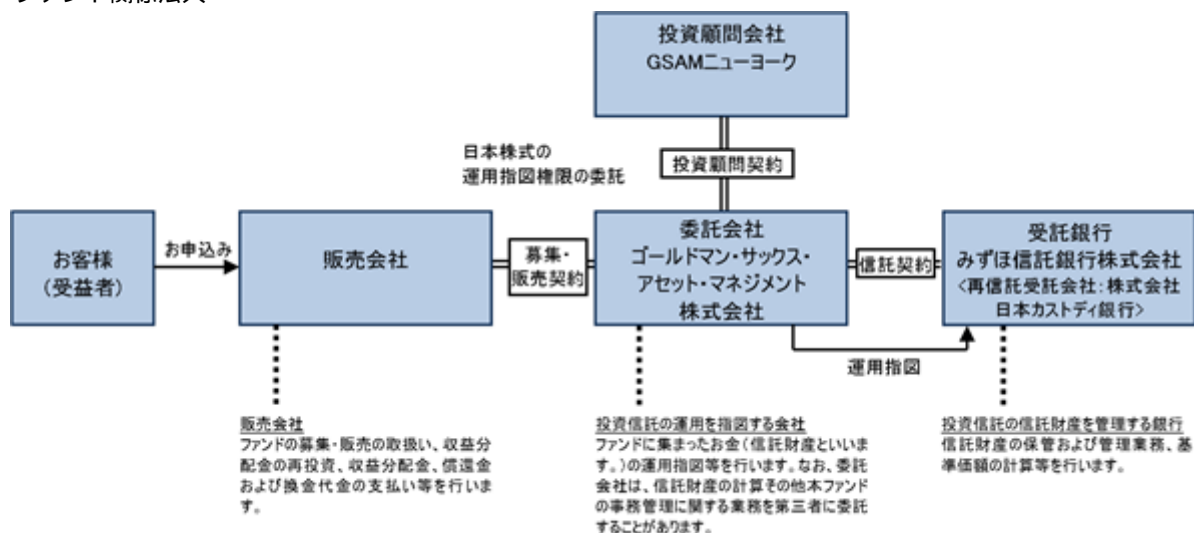 投資顧問会社
GSAMニューヨーク
日本株式の
運用指図権限の委託
投資顧問契約
お客様
(受益者)
お申込み
販売会社
募集・
販売契約
委託会社
ゴールドマン・サックス・
アセット・マネジメント
株式会社
信託契約
受託銀行
みずほ信託銀行株式会社
<再信託受託会社:株式会社
日本カストディ銀行>
運用指図
販売会社
ファンドの募集・販売の取扱い、収益分
配金の再投資、収益分配金、償還金
および換金代金の支払い等を行いま
す。
投資信託の運用を指図する会社
ファンドに集まったお金(信託財産といいま
す。)の運用指図等を行います。なお、委託
会社は、信託財産の計算その他本ファンド
の事務管理に関する業務を第三者に委託
することがあります。
投資信託の信託財産を管理する銀行
信託財産の保管および管理業務、基
準価額の計算等を行います。